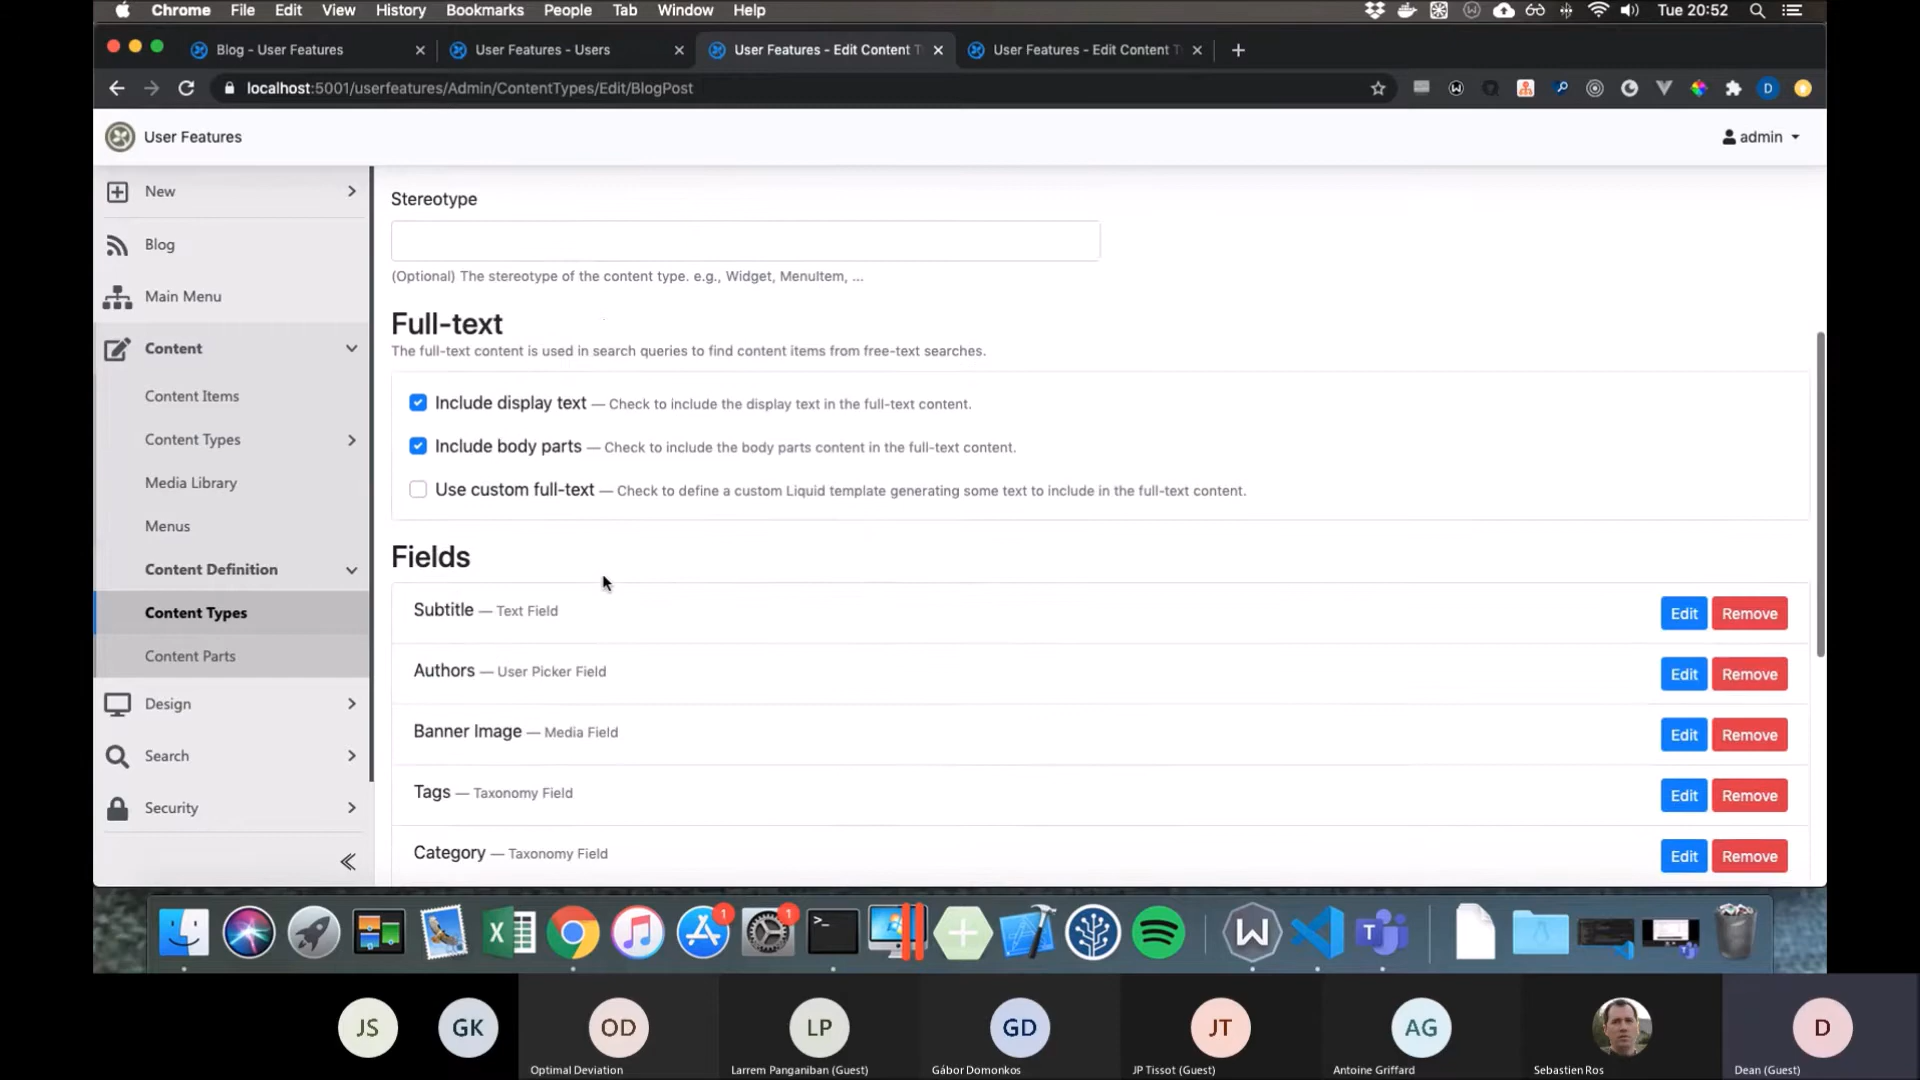 Chrome File Edit View History Bookmarks People Tab Window Help Tue 20:52
Blog - User Features
User Features - Users
User Features - Edit Content T
User Features - Edit Content T
localhost:5001/userfeatures/Admin/ContentTypes/Edit/BlogPost
User Features
admin
New
Blog
Main Menu
Content
Content Items
Content Types
Media Library
Menus
Content Definition
Content Types
Content Parts
Design
Search
Security
Stereotype
(Optional) The stereotype of the content type. e.g., Widget, MenuItem, ...
Full-text
The full-text content is used in search queries to find content items from free-text searches.
Include display text — Check to include the display text in the full-text content.
Include body parts — Check to include the body parts content in the full-text content.
Use custom full-text — Check to define a custom Liquid template generating some text to include in the full-text content.
Fields
Subtitle — Text Field Edit Remove
Authors — User Picker Field Edit Remove
Banner Image — Media Field Edit Remove
Tags — Taxonomy Field Edit Remove
Category — Taxonomy Field Edit Remove
1
1
JS
GK
OD
Optimal Deviation
LP
Larrem Panganiban (Guest)
GD
Gábor Domonkos
JT
JP Tissot (Guest)
AG
Antoine Griffard
Sebastien Ros
D
Dean (Guest)